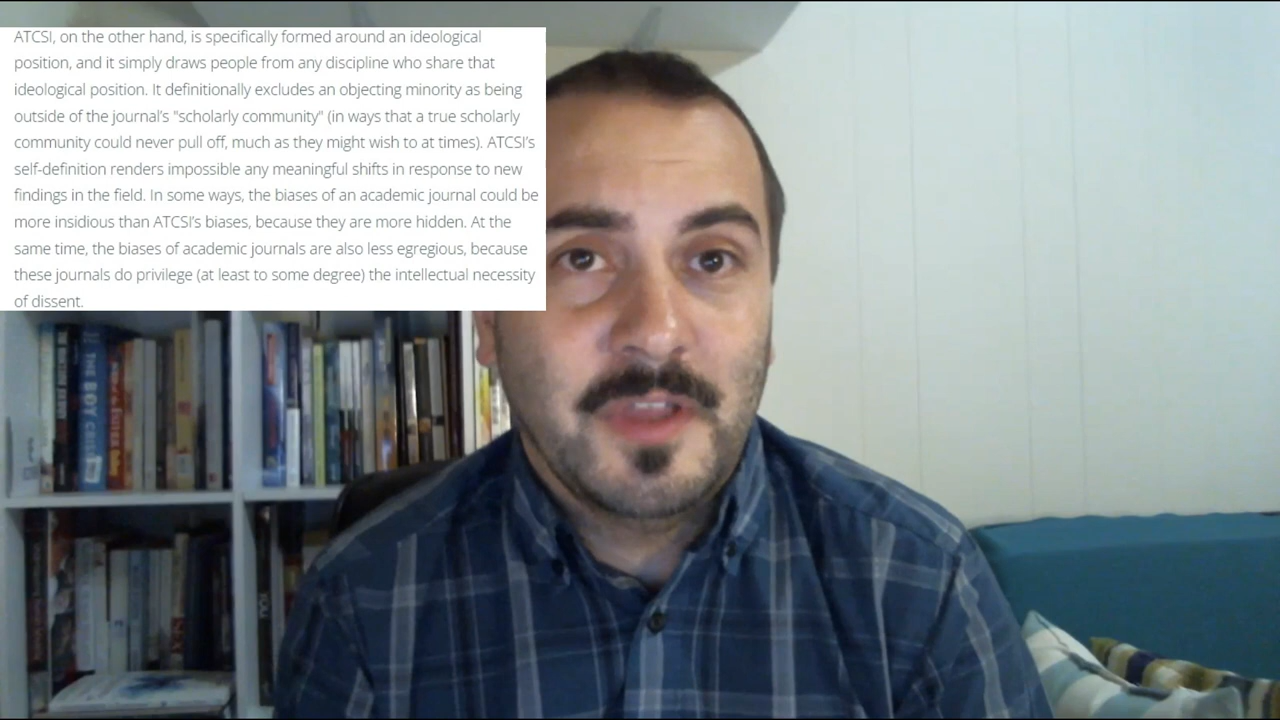 ATCSI, on the other hand, is specifically formed around an ideological
position, and it simply draws people from any discipline who share that
ideological position. It definitionally excludes an objecting minority as being
outside of the journal's "scholarly community" (in ways that a true scholarly
community could never pull off, much as they might wish to at times). ATCSI's
self-definition renders impossible any meaningful shifts in response to new
findings in the field. In some ways, the biases of an academic journal could be
more insidious than ATCSI's biases, because they are more hidden. At the
same time, the biases of academic journals are also less egregious, because
these journals do privilege (at least to some degree) the intellectual necessity
of dissent.
THE BOY CRIS